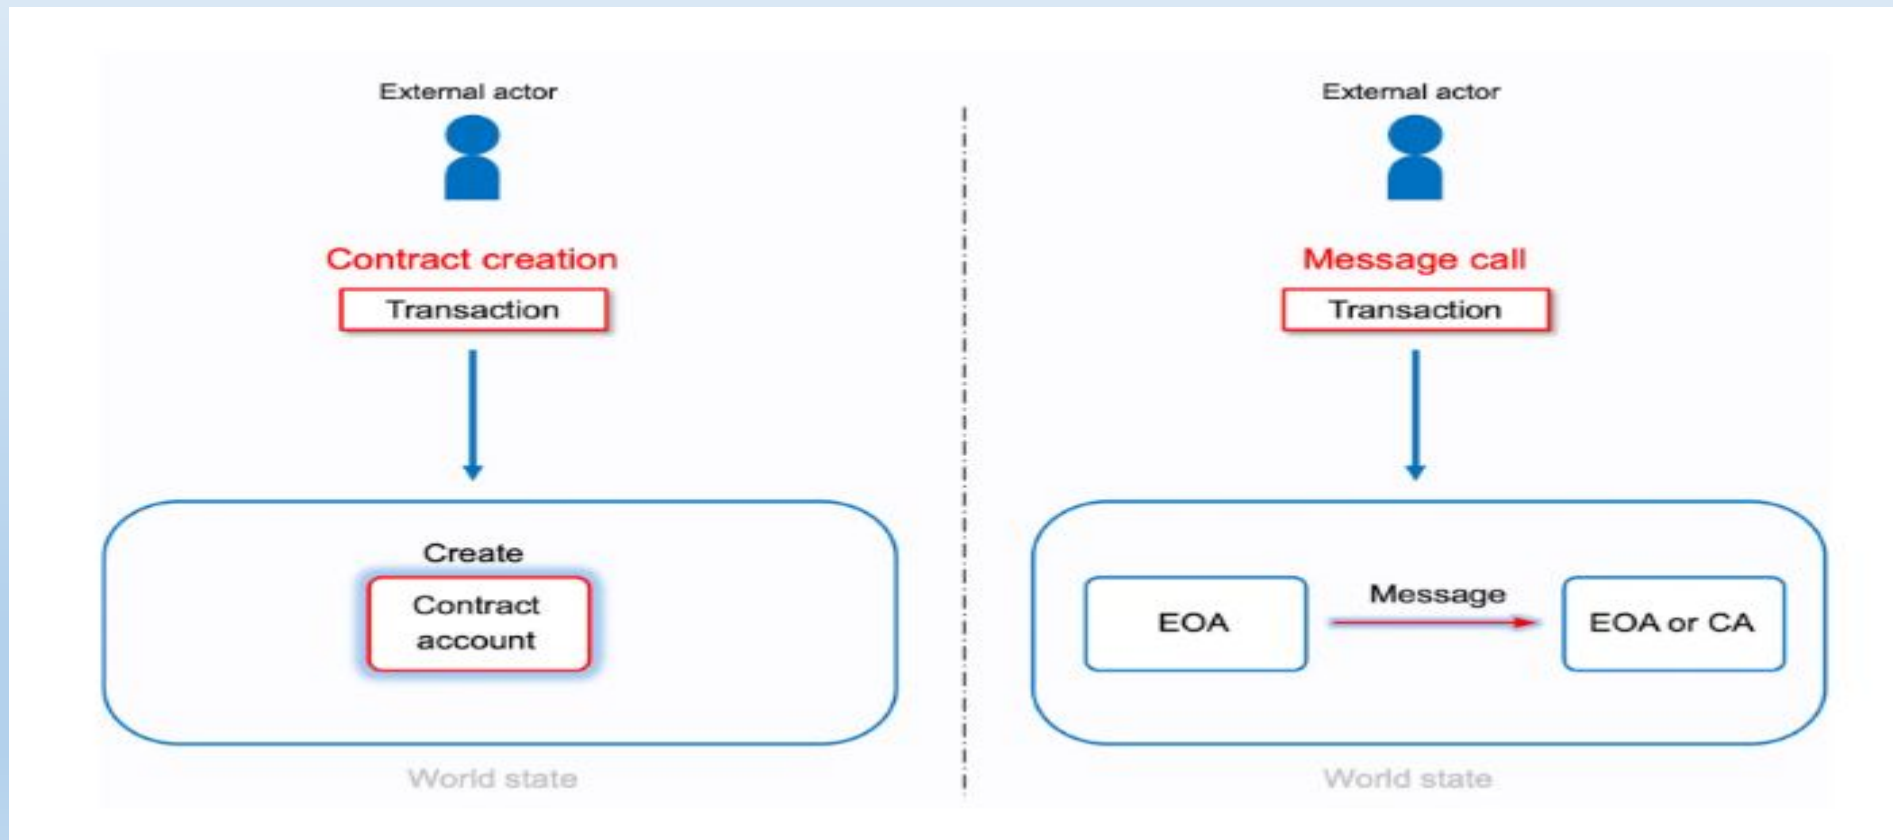 External actor
Contract creation
Transaction
Create
Contract
account
World state
External actor
Message call
Transaction
EOA
Message
EOA or CA
World state